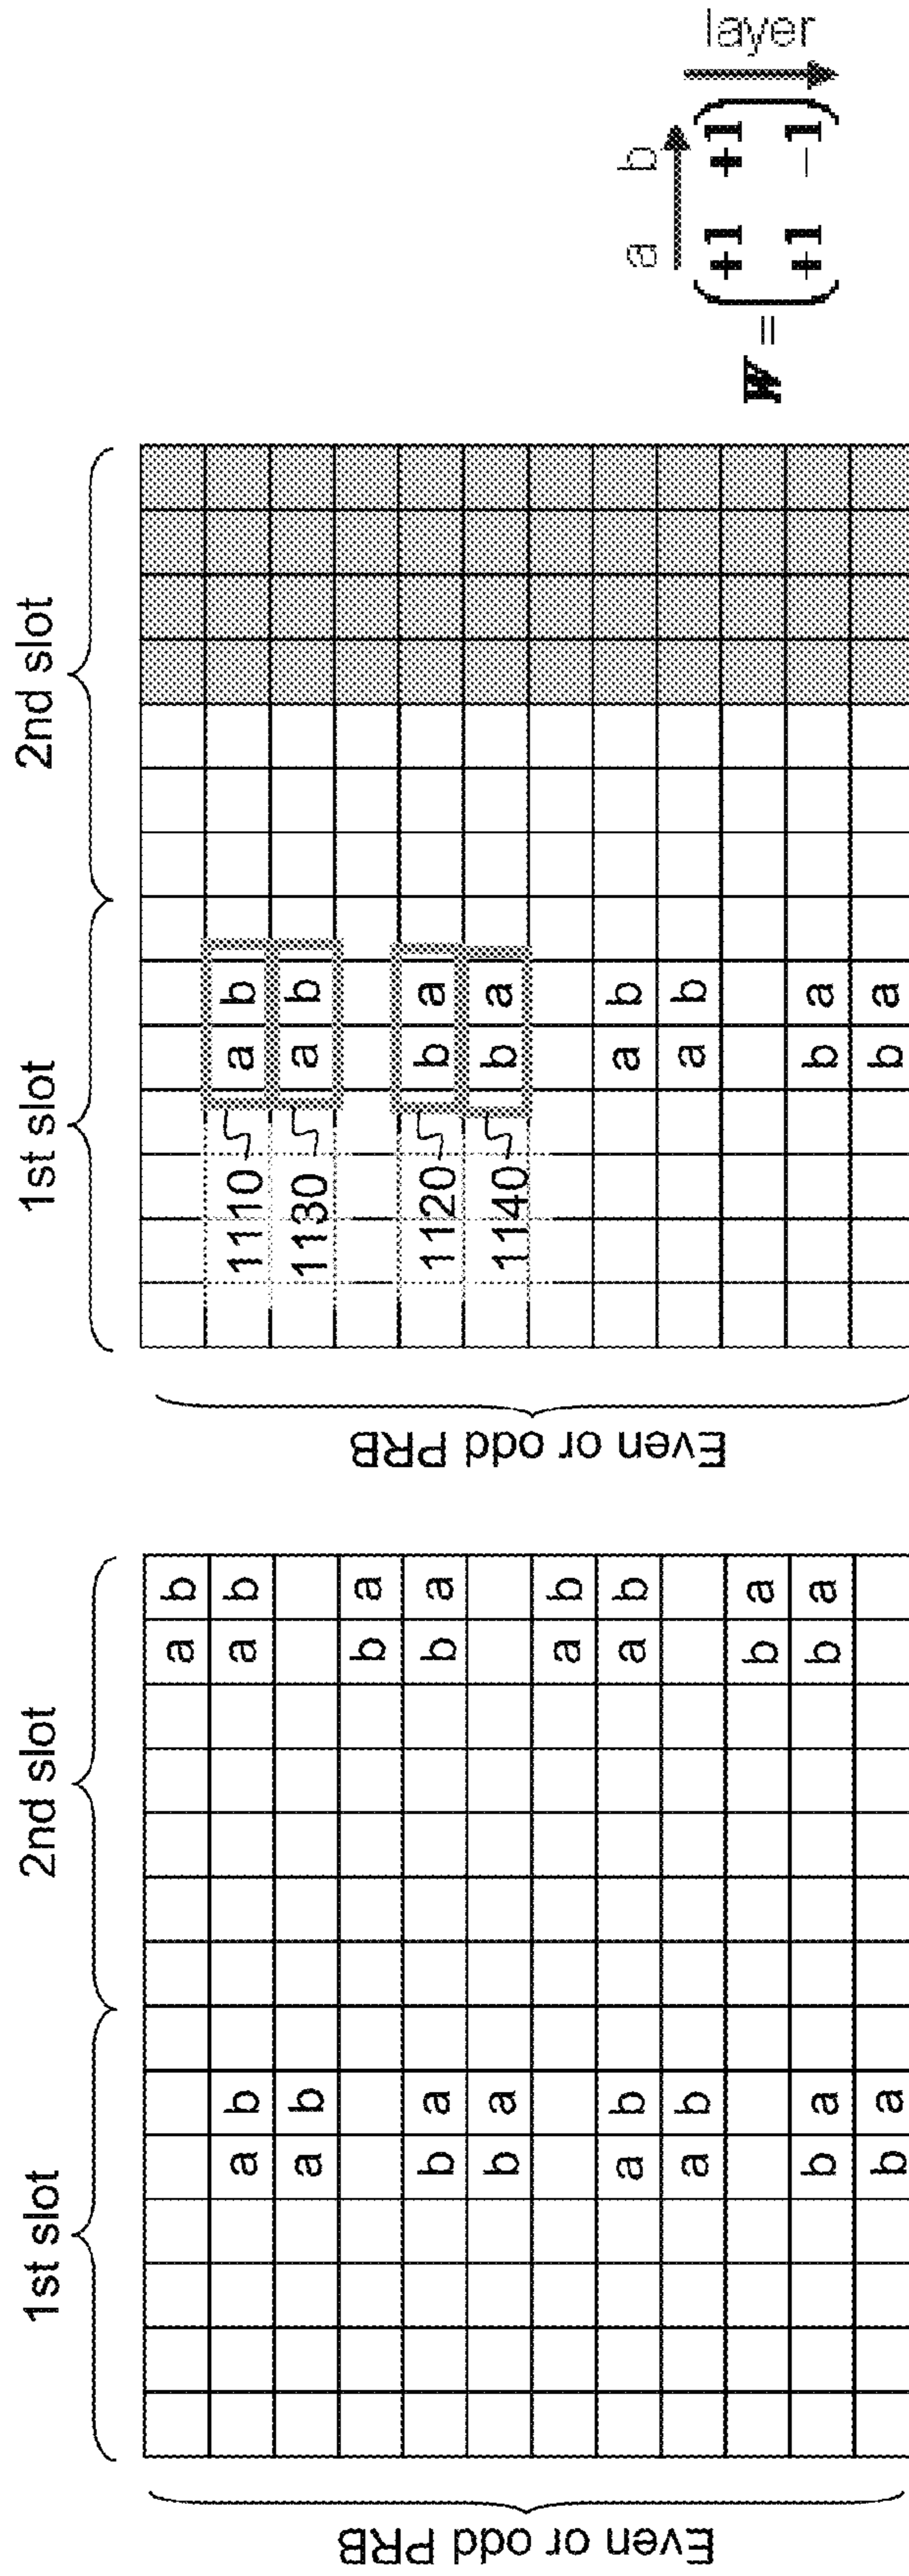 1st slot
2nd slot
Even or odd PRB
a b
a b a b
a b
b a
b a b a
b a
a b
a b a b
a b
b a
b a b a
b a
1st slot
2nd slot
Even or odd PRB
1110 a b
1130 a b
1120 b a
1140 b a
a b
a b
b a
b a
a b
W = ( +1 +1
+1 −1 )
layer